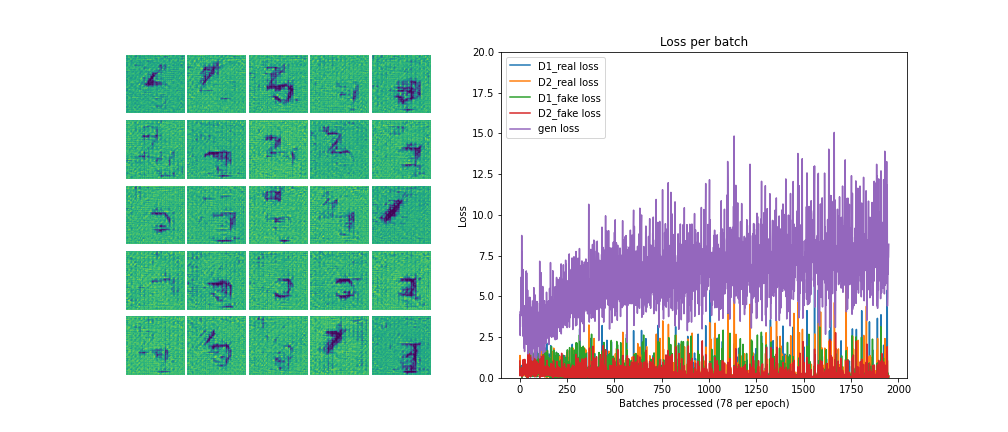 Loss per batch
20.0
17.5
15.0
12.5
10.0
7.5
5.0
2.5
0.0
Loss
D1_real loss
D2_real loss
D1_fake loss
D2_fake loss
gen loss
0 250 500 750 1000 1250 1500 1750 2000
Batches processed (78 per epoch)